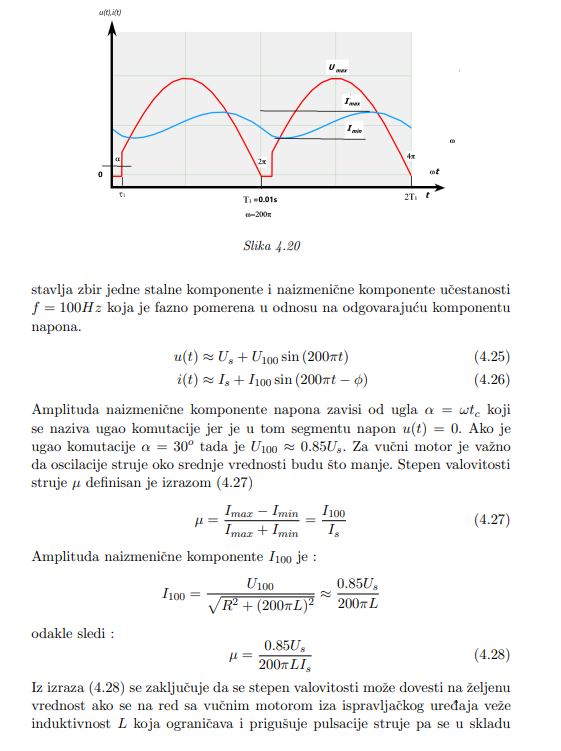 u(t),i(t)
U max
I max
I min
ω
α
2π
4π
ωt
0
τ₁
T₁ =0.01s
2T₁
t
ω=200π
Slika 4.20
stavlja zbir jedne stalne komponente i naizmenične komponente učestanosti
f = 100Hz koja je fazno pomerena u odnosu na odgovarajuću komponentu
napona.
u(t) ≈ U_s + U_100 sin (200πt) (4.25)
i(t) ≈ I_s + I_100 sin (200πt − ϕ) (4.26)
Amplituda naizmenične komponente napona zavisi od ugla α = ωt_c koji
se naziva ugao komutacije jer je u tom segmentu napon u(t) = 0. Ako je
ugao komutacije α = 30^o tada je U_100 ≈ 0.85U_s. Za vučni motor je važno
da oscilacije struje oko srednje vrednosti budu što manje. Stepen valovitosti
struje μ definisan je izrazom (4.27)
μ = (I_max − I_min) / (I_max + I_min) = I_100 / I_s (4.27)
Amplituda naizmenične komponente I_100 je :
I_100 = U_100 / √(R² + (200πL)²) ≈ 0.85U_s / 200πL
odakle sledi :
μ = 0.85U_s / 200πLI_s (4.28)
Iz izraza (4.28) se zaključuje da se stepen valovitosti može dovesti na željenu
vrednost ako se na red sa vučnim motorom iza ispravljačkog uređaja veže
induktivnost L koja ograničava i prigušuje pulsacije struje pa se u skladu